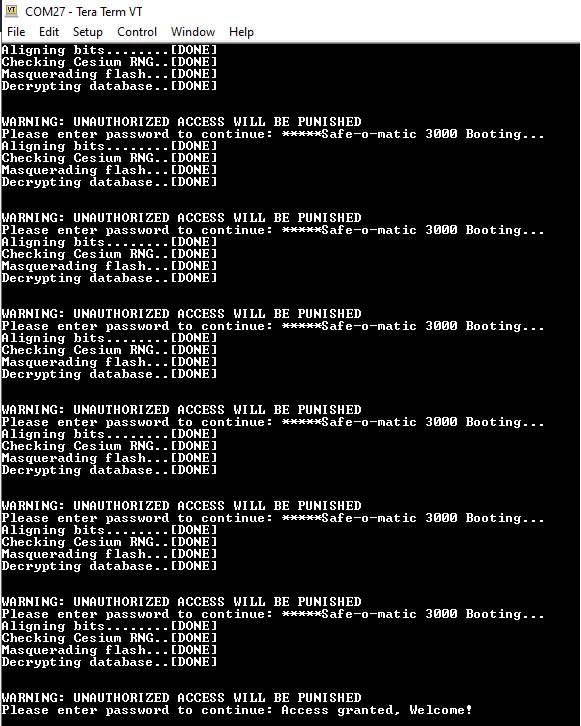 COM27 - Tera Term VT
File Edit Setup Control Window Help
Aligning bits........[DONE]
Checking Cesium RNG..[DONE]
Masquerading flash...[DONE]
Decrypting database..[DONE]
WARNING: UNAUTHORIZED ACCESS WILL BE PUNISHED
Please enter password to continue: *****Safe-o-matic 3000 Booting...
Aligning bits........[DONE]
Checking Cesium RNG..[DONE]
Masquerading flash...[DONE]
Decrypting database..[DONE]
WARNING: UNAUTHORIZED ACCESS WILL BE PUNISHED
Please enter password to continue: *****Safe-o-matic 3000 Booting...
Aligning bits........[DONE]
Checking Cesium RNG..[DONE]
Masquerading flash...[DONE]
Decrypting database..[DONE]
WARNING: UNAUTHORIZED ACCESS WILL BE PUNISHED
Please enter password to continue: *****Safe-o-matic 3000 Booting...
Aligning bits........[DONE]
Checking Cesium RNG..[DONE]
Masquerading flash...[DONE]
Decrypting database..[DONE]
WARNING: UNAUTHORIZED ACCESS WILL BE PUNISHED
Please enter password to continue: *****Safe-o-matic 3000 Booting...
Aligning bits........[DONE]
Checking Cesium RNG..[DONE]
Masquerading flash...[DONE]
Decrypting database..[DONE]
WARNING: UNAUTHORIZED ACCESS WILL BE PUNISHED
Please enter password to continue: *****Safe-o-matic 3000 Booting...
Aligning bits........[DONE]
Checking Cesium RNG..[DONE]
Masquerading flash...[DONE]
Decrypting database..[DONE]
WARNING: UNAUTHORIZED ACCESS WILL BE PUNISHED
Please enter password to continue: *****Safe-o-matic 3000 Booting...
Aligning bits........[DONE]
Checking Cesium RNG..[DONE]
Masquerading flash...[DONE]
Decrypting database..[DONE]
WARNING: UNAUTHORIZED ACCESS WILL BE PUNISHED
Please enter password to continue: Access granted, Welcome!